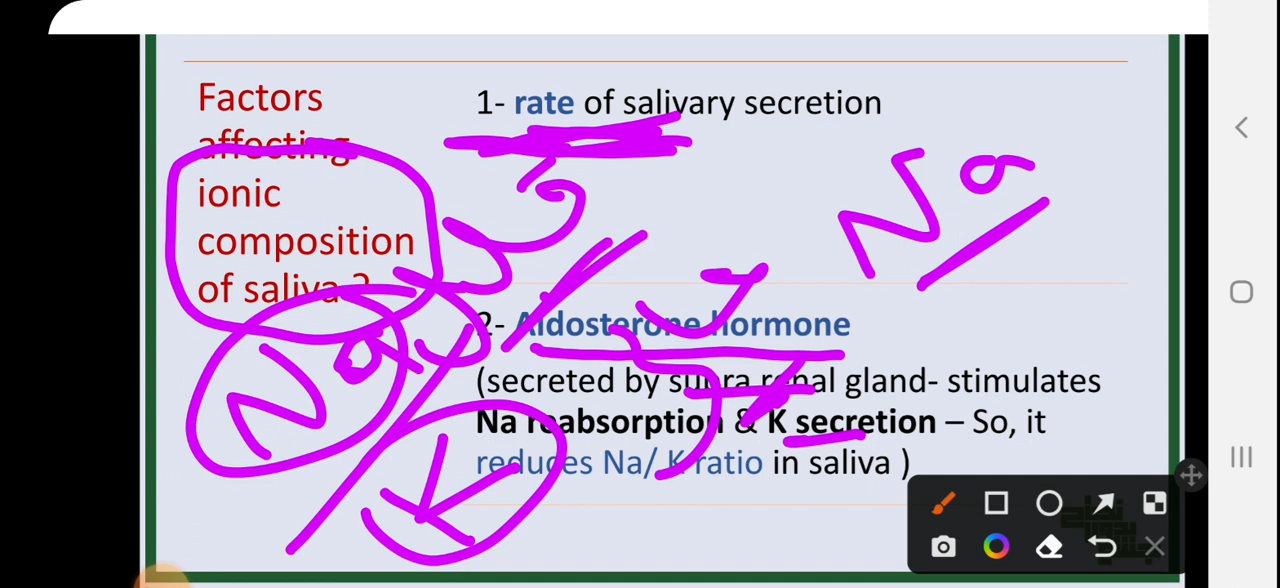 Factors
affecting
ionic
composition
of saliva ?
1- rate of salivary secretion
2- Aldosterone hormone
(secreted by supra renal gland- stimulates
Na reabsorption & K secretion – So, it
reduces Na/ K ratio in saliva )
Na
Na
K